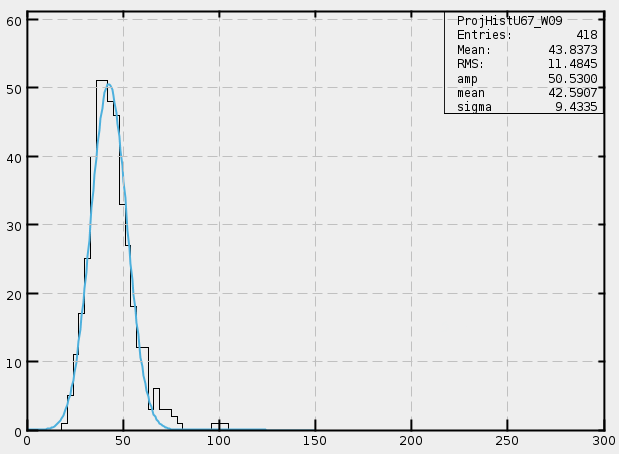 60
50
40
30
20
10
0
0 50 100 150 200 250 300
ProjHistU67_W09
Entries: 418
Mean: 43.8373
RMS: 11.4845
amp 50.5300
mean 42.5907
sigma 9.4335